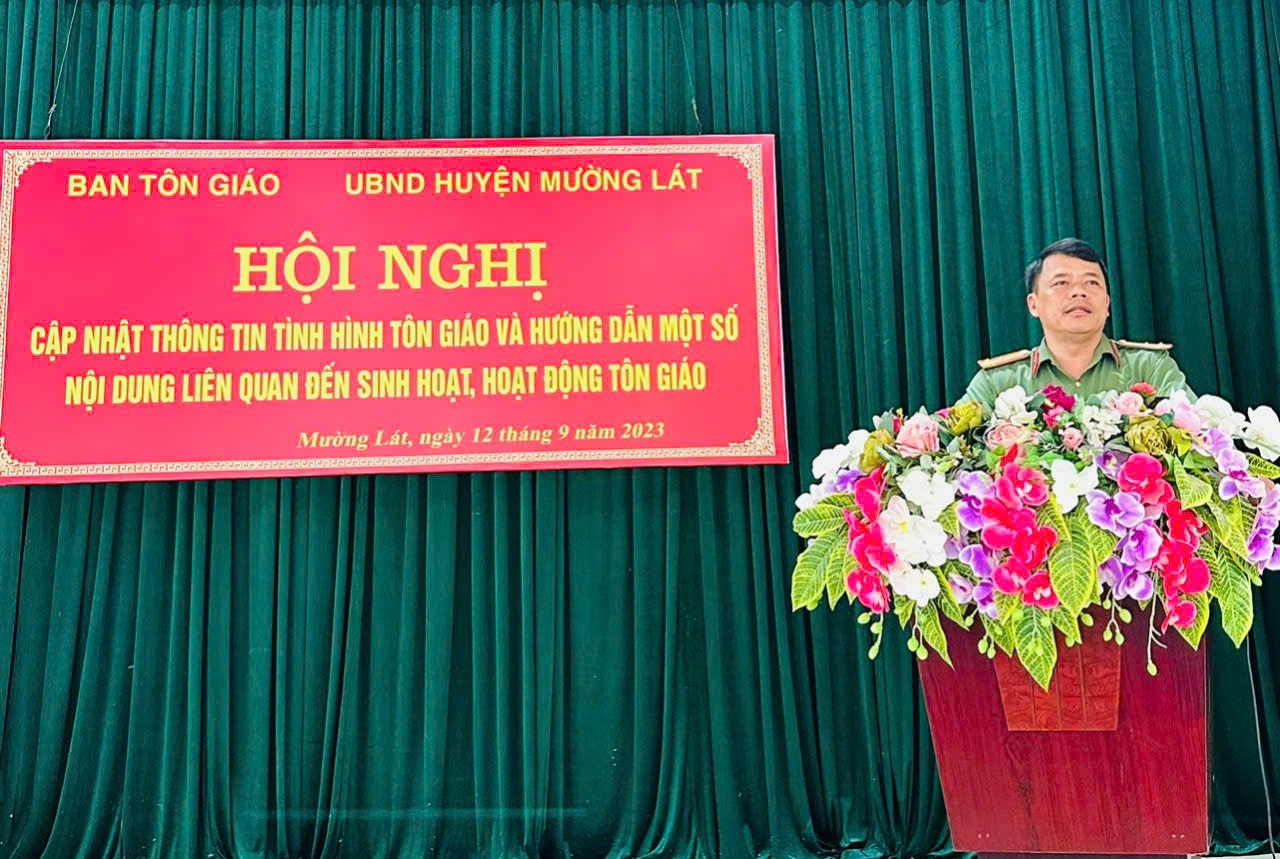 BAN TÔN GIÁO UBND HUYỆN MƯỜNG LÁT
HỘI NGHỊ
CẬP NHẬT THÔNG TIN TÌNH HÌNH TÔN GIÁO VÀ HƯỚNG DẪN MỘT SỐ
NỘI DUNG LIÊN QUAN ĐẾN SINH HOẠT, HOẠT ĐỘNG TÔN GIÁO
Mường Lát, ngày 12 tháng 9 năm 2023